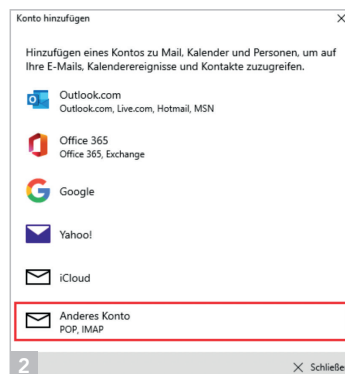 Konto hinzufügen
Hinzufügen eines Kontos zu Mail, Kalender und Personen, um auf
Ihre E-Mails, Kalenderereignisse und Kontakte zuzugreifen.
Outlook.com
Outlook.com, Live.com, Hotmail, MSN
Office 365
Office 365, Exchange
Google
Yahoo!
iCloud
Anderes Konto
POP, IMAP
2
Schließe